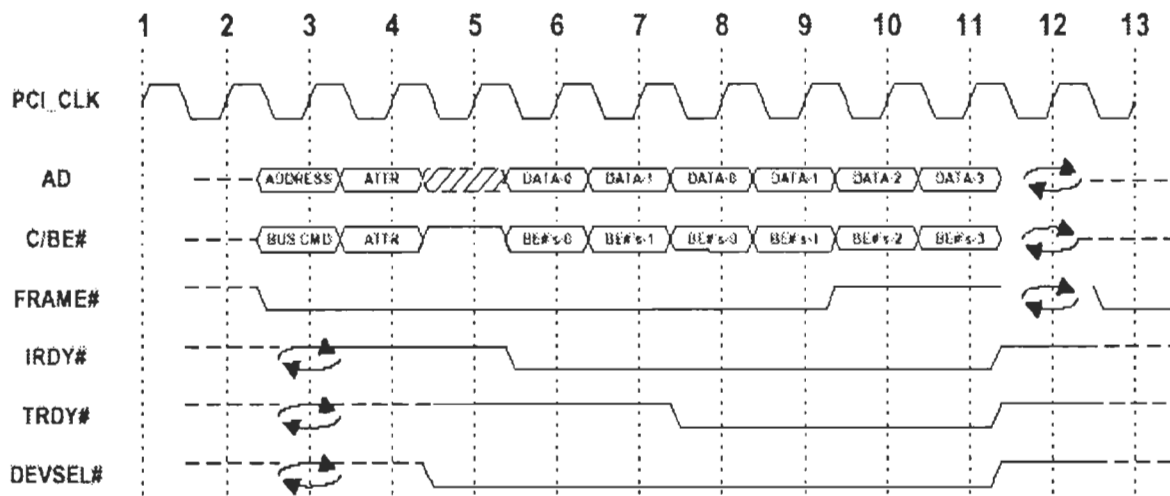 1 2 3 4 5 6 7 8 9 10 11 12 13
PCI_CLK
AD ADDRESS ATTR DATA-0 DATA-1 DATA-0 DATA-1 DATA-2 DATA-3
C/BE# BUS CMD ATTR BE#'s-0 BE#'s-1 BE#'s-0 BE#'s-1 BE#'s-2 BE#'s-3
FRAME#
IRDY#
TRDY#
DEVSEL#